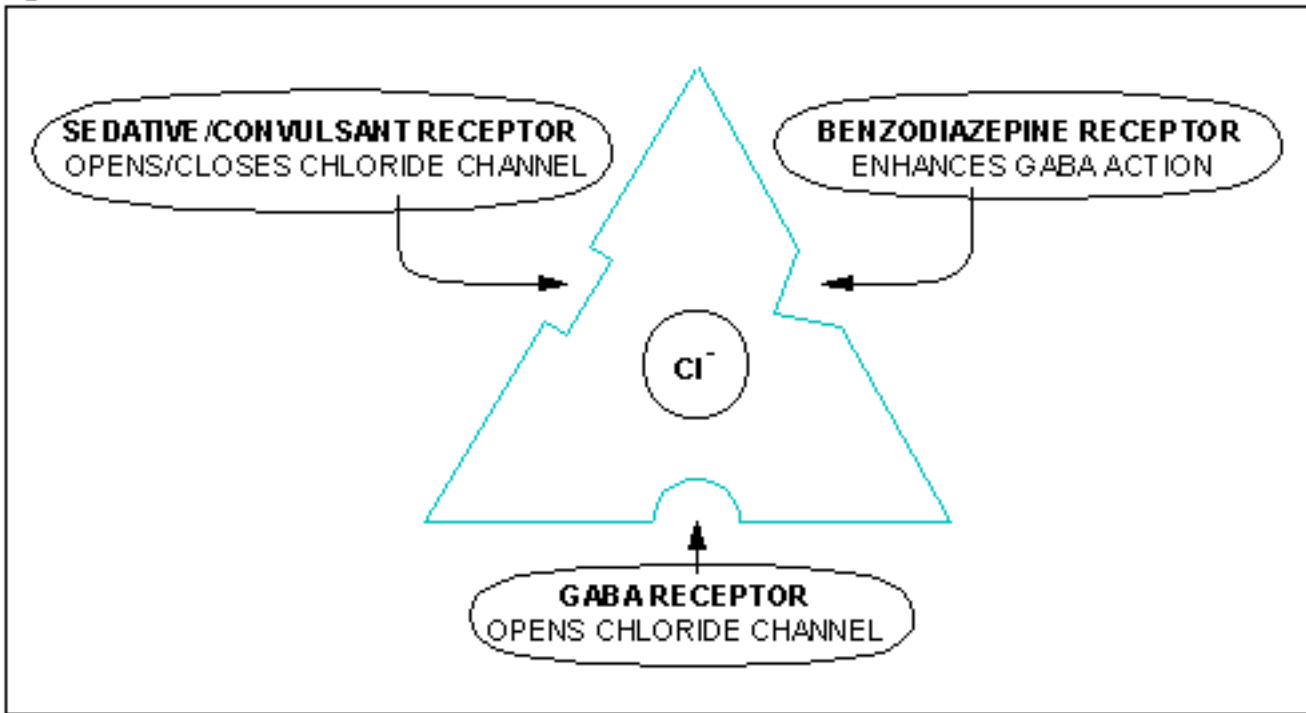 SEDATIVE/CONVULSANT RECEPTOR
OPENS/CLOSES CHLORIDE CHANNEL
BENZODIAZEPINE RECEPTOR
ENHANCES GABA ACTION
Cl⁻
GABA RECEPTOR
OPENS CHLORIDE CHANNEL